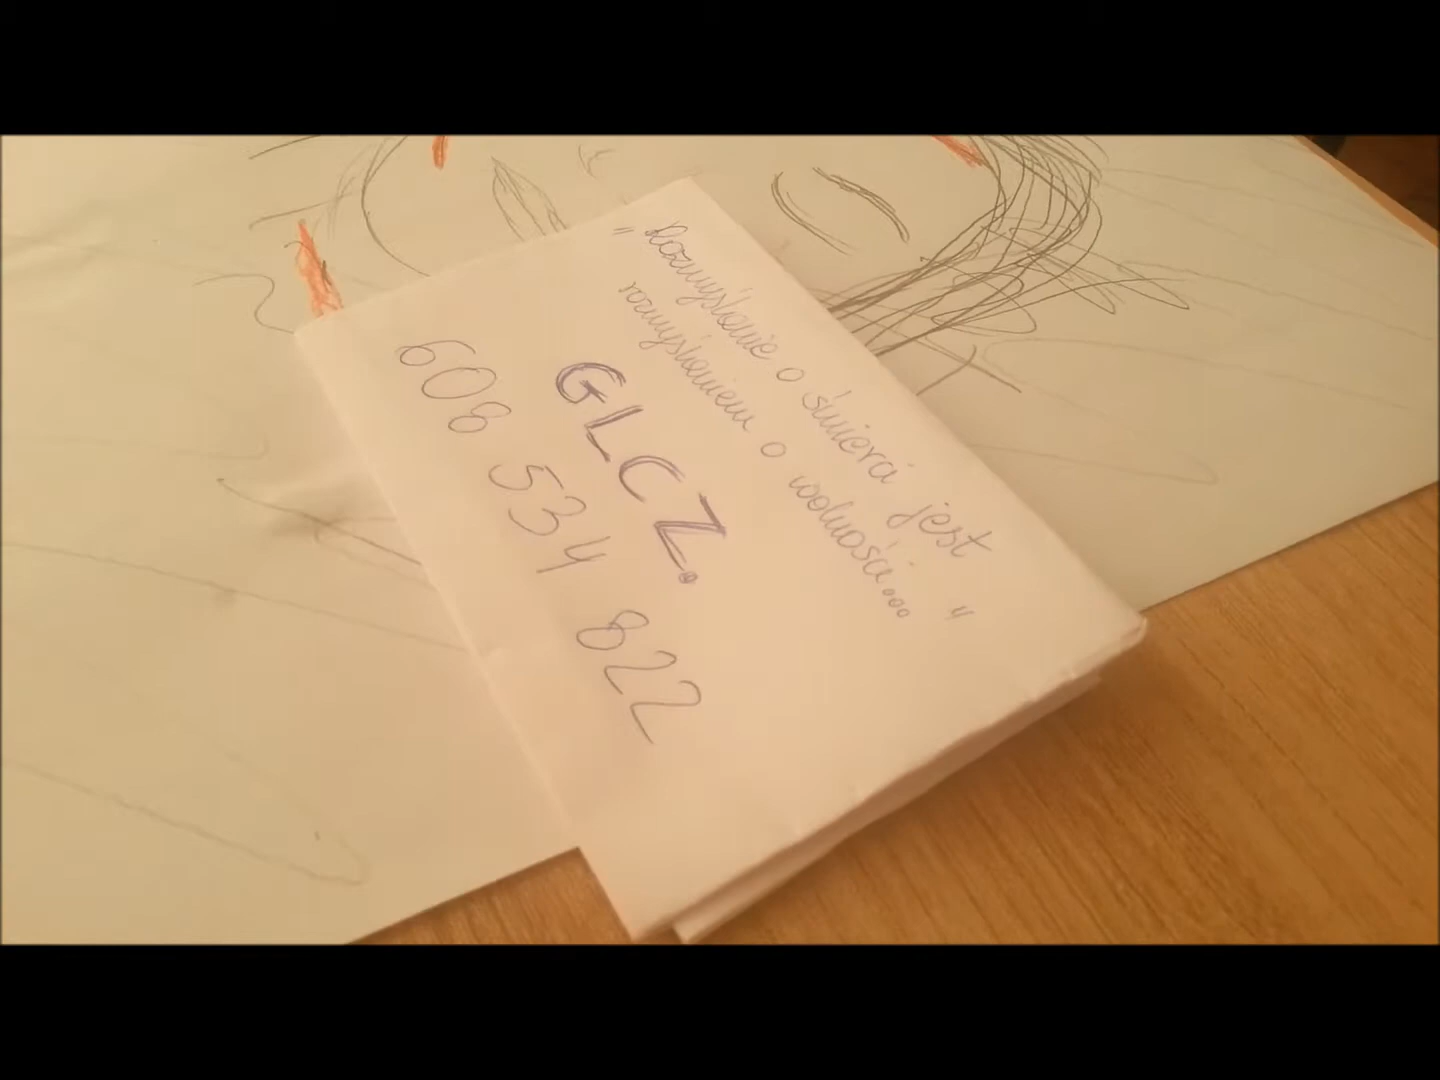 "Rozmyślanie o śmierci jest
rozmyślaniem o wolności..."
GLCZ.
608 534 822